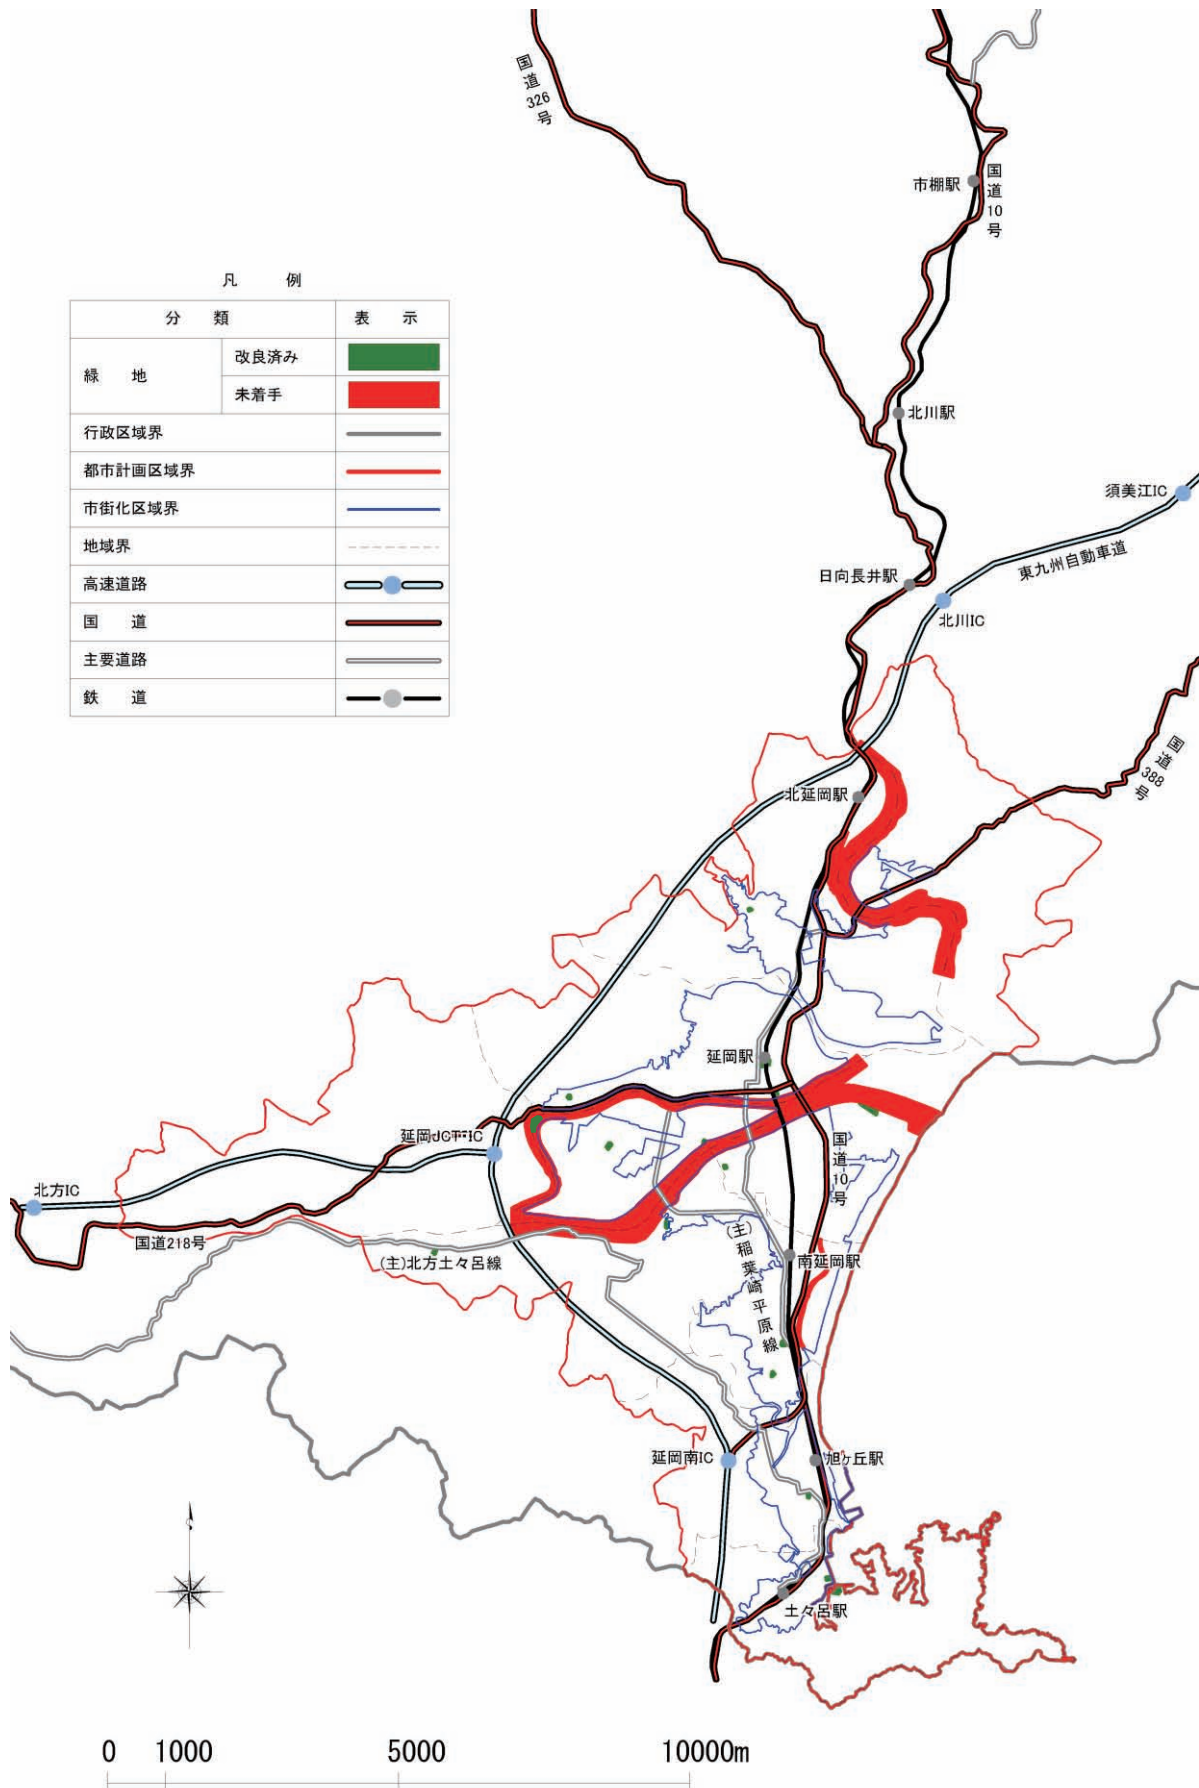 国道326号
市棚駅
国道10号
凡 例
分 類 表 示
緑 地
改良済み
未着手
行政区域界
都市計画区域界
市街化区域界
地域界
高速道路
国 道
主要道路
鉄 道
北川駅
須美江IC
東九州自動車道
日向長井駅
北川IC
国道388号
北延岡駅
延岡駅
延岡JCT・IC
国道10号
北方IC
国道218号
(主)北方土々呂線
(主)稲葉崎平原線
南延岡駅
延岡南IC
旭ヶ丘駅
土々呂駅
0 1000 5000 10000m